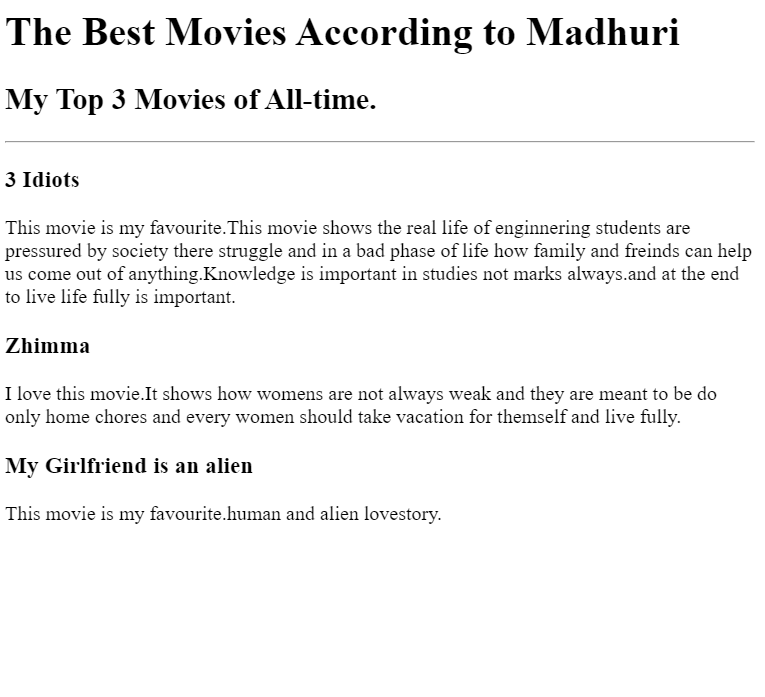 The Best Movies According to Madhuri
My Top 3 Movies of All-time.
3 Idiots
This movie is my favourite.This movie shows the real life of enginnering students are
pressured by society there struggle and in a bad phase of life how family and freinds can help
us come out of anything.Knowledge is important in studies not marks always.and at the end
to live life fully is important.
Zhimma
I love this movie.It shows how womens are not always weak and they are meant to be do
only home chores and every women should take vacation for themself and live fully.
My Girlfriend is an alien
This movie is my favourite.human and alien lovestory.